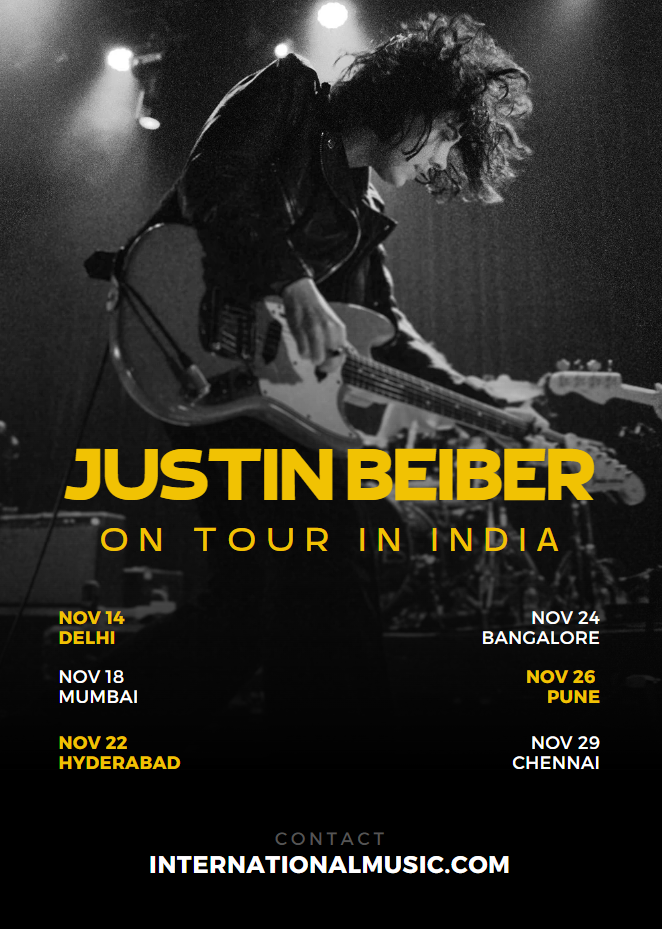 JUSTIN BEIBER
ON TOUR IN INDIA
NOV 14
DELHI
NOV 18
MUMBAI
NOV 22
HYDERABAD
NOV 24
BANGALORE
NOV 26
PUNE
NOV 29
CHENNAI
CONTACT
INTERNATIONALMUSIC.COM